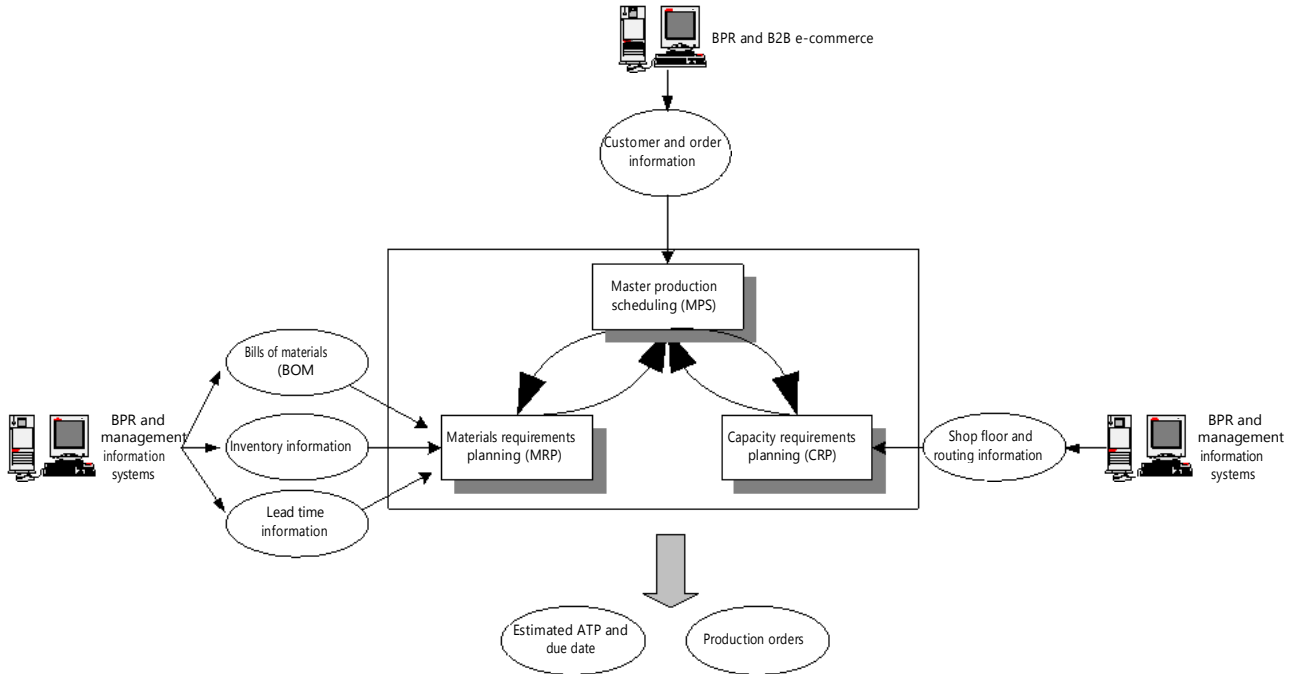 BPR and B2B e-commerce
Customer and order
information
Master production
scheduling (MPS)
Bills of materials
(BOM
BPR and
management
information
systems
Inventory information
Materials requirements
planning (MRP)
Capacity requirements
planning (CRP)
Shop floor and
routing information
BPR and
management
information
systems
Lead time
information
Estimated ATP and
due date
Production orders